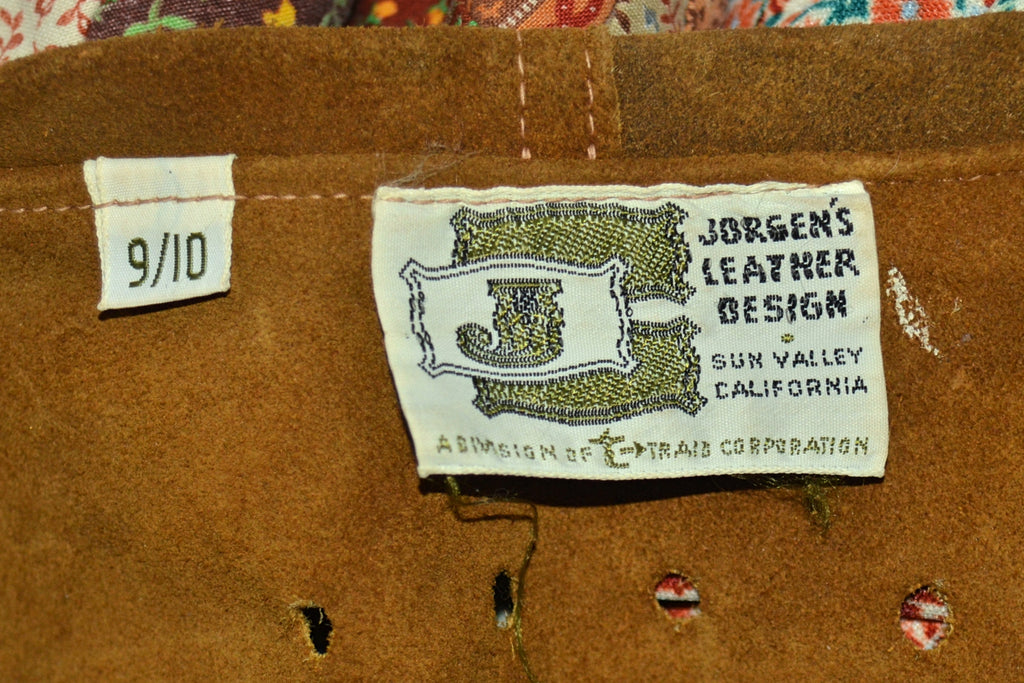 9/10
J
JORGEN'S
LEATHER
DESIGN
SUN VALLEY
CALIFORNIA
A DIVISION OF TRAID CORPORATION